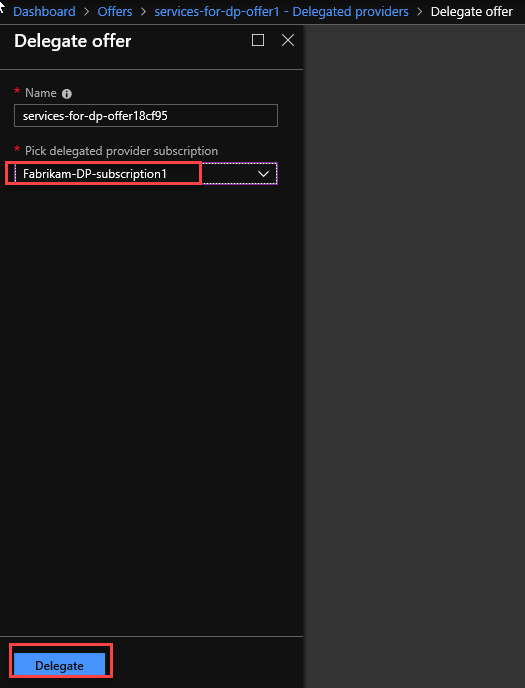 Dashboard > Offers > services-for-dp-offer1 - Delegated providers > Delegate offer
Delegate offer
* Name
services-for-dp-offer18cf95
* Pick delegated provider subscription
Fabrikam-DP-subscription1
Delegate